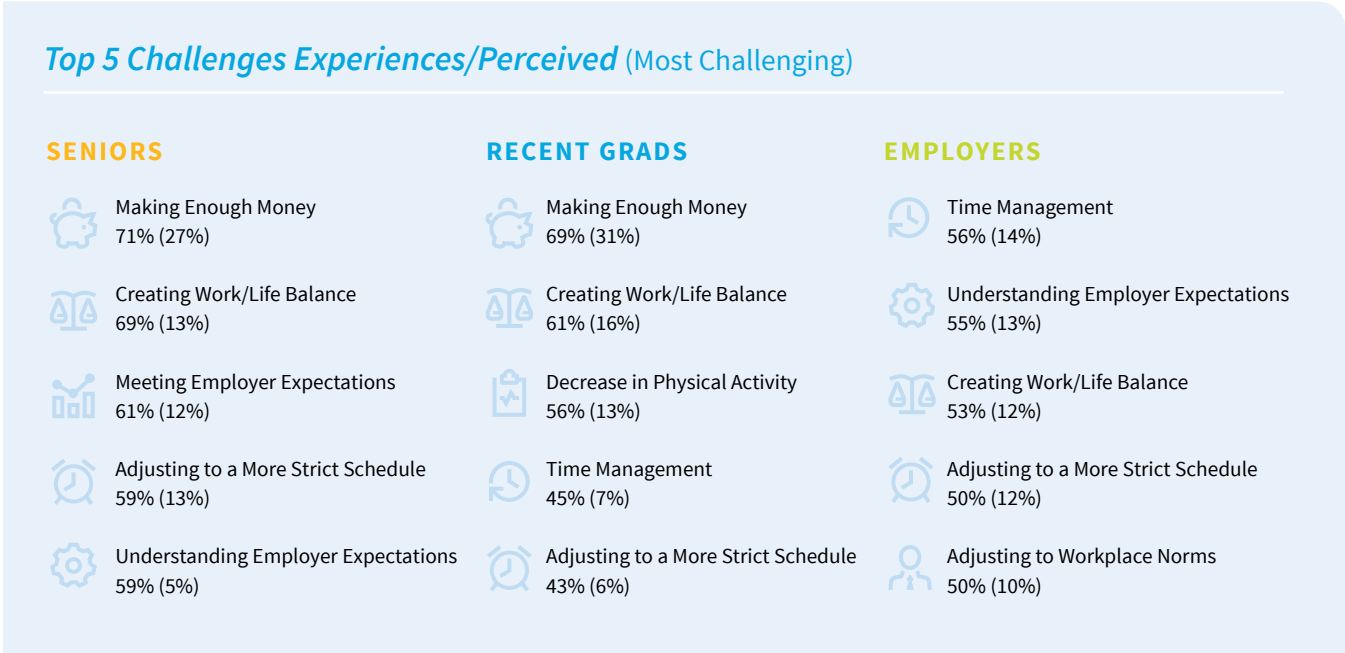 Top 5 Challenges Experiences/Perceived (Most Challenging)
SENIORS
Making Enough Money
71% (27%)
Creating Work/Life Balance
69% (13%)
Meeting Employer Expectations
61% (12%)
Adjusting to a More Strict Schedule
59% (13%)
Understanding Employer Expectations
59% (5%)
RECENT GRADS
Making Enough Money
69% (31%)
Creating Work/Life Balance
61% (16%)
Decrease in Physical Activity
56% (13%)
Time Management
45% (7%)
Adjusting to a More Strict Schedule
43% (6%)
EMPLOYERS
Time Management
56% (14%)
Understanding Employer Expectations
55% (13%)
Creating Work/Life Balance
53% (12%)
Adjusting to a More Strict Schedule
50% (12%)
Adjusting to Workplace Norms
50% (10%)